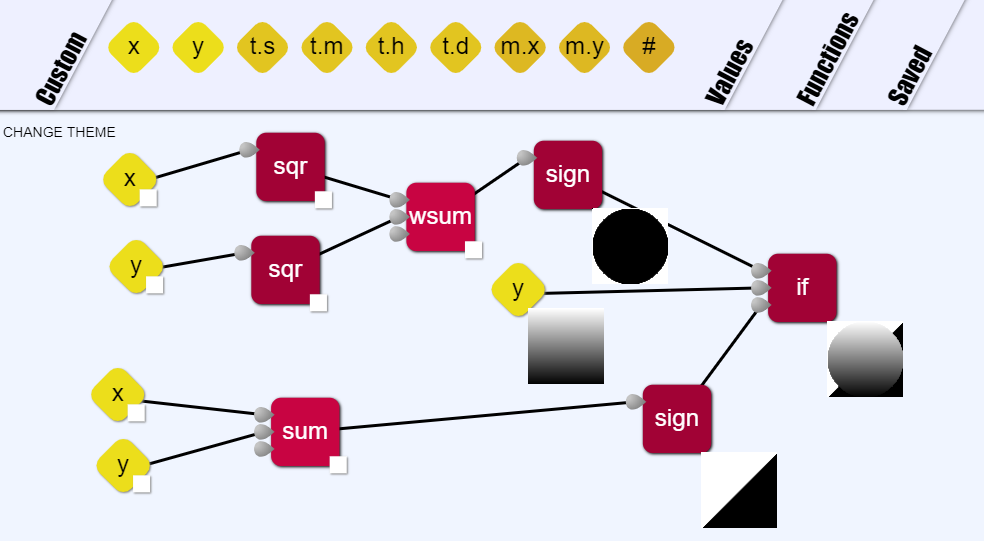 Custom
x y t.s t.m t.h t.d m.x m.y #
Values
Functions
Saved
CHANGE THEME
x
sqr
sign
wsum
y
sqr
y
if
x
sum
sign
y